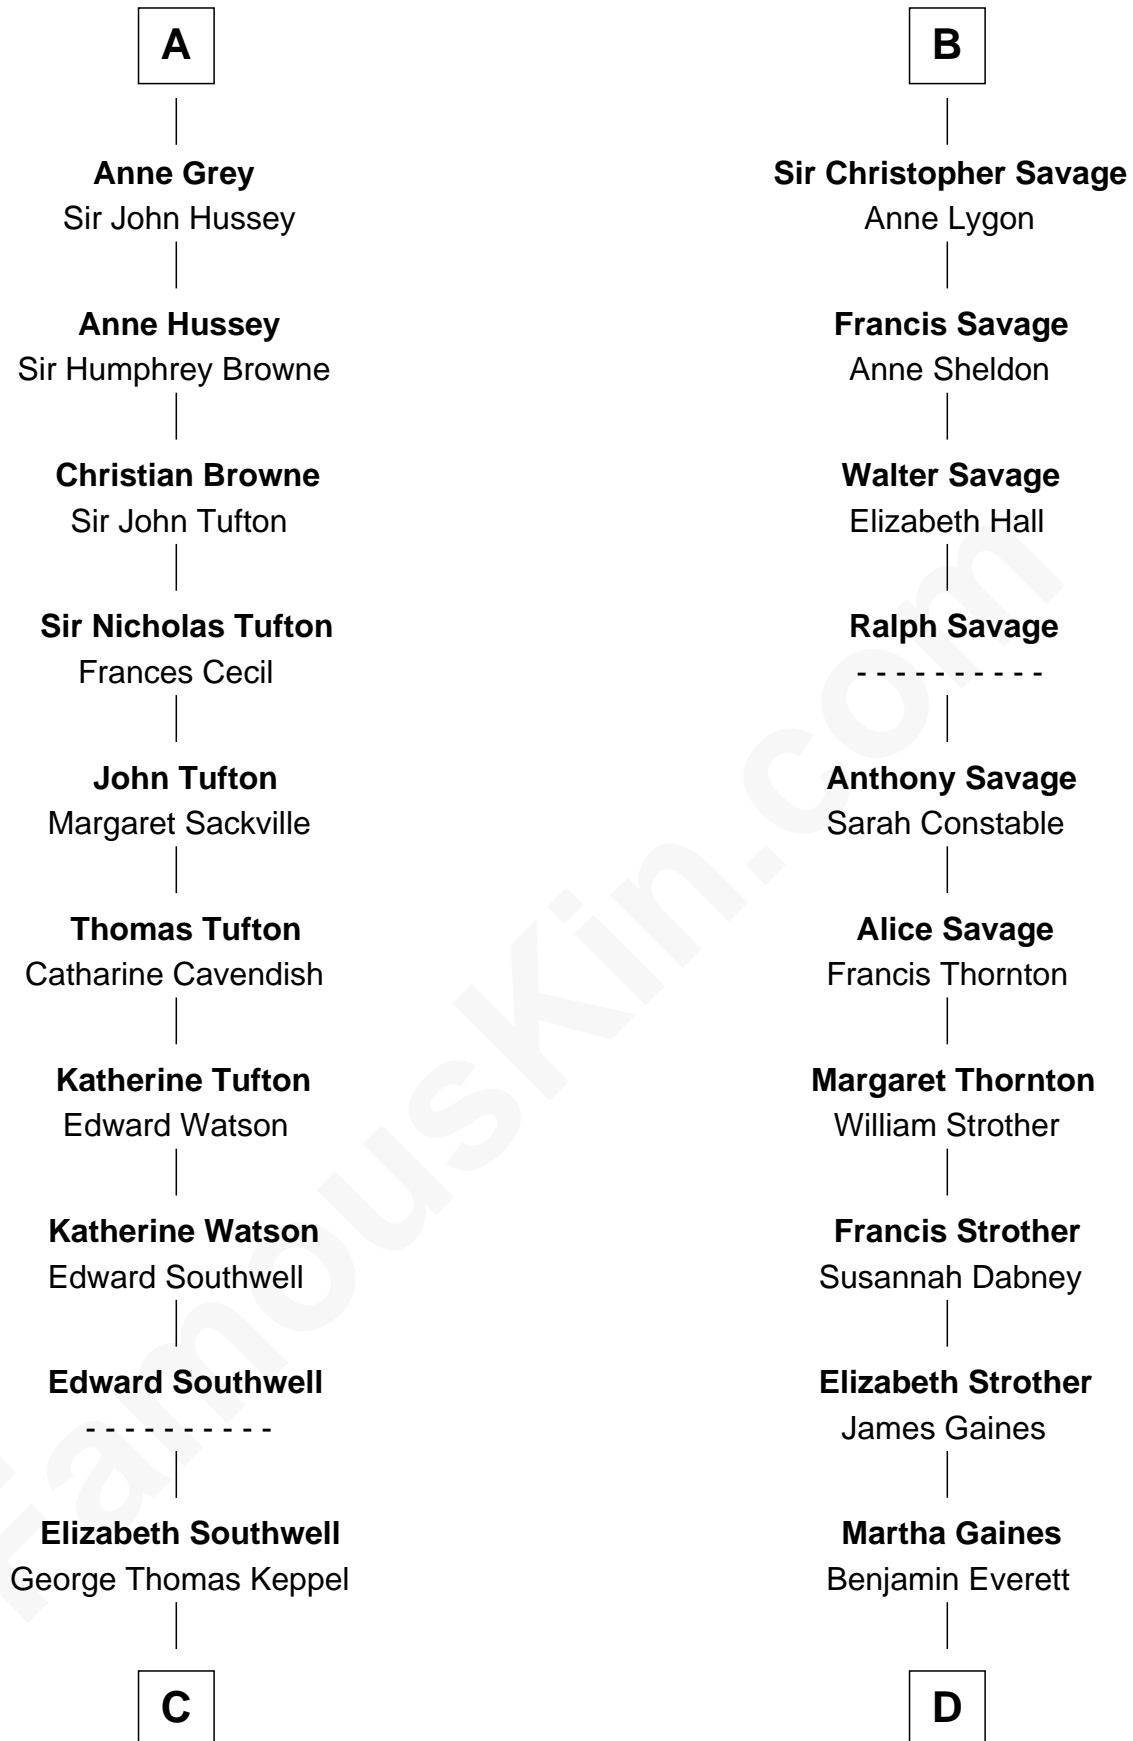 A
Anne Grey
Sir John Hussey
Anne Hussey
Sir Humphrey Browne
Christian Browne
Sir John Tufton
Sir Nicholas Tufton
Frances Cecil
John Tufton
Margaret Sackville
Thomas Tufton
Catharine Cavendish
Katherine Tufton
Edward Watson
Katherine Watson
Edward Southwell
Edward Southwell
- - - - - - - - - -
Elizabeth Southwell
George Thomas Keppel
C
B
Sir Christopher Savage
Anne Lygon
Francis Savage
Anne Sheldon
Walter Savage
Elizabeth Hall
Ralph Savage
- - - - - - - - - -
Anthony Savage
Sarah Constable
Alice Savage
Francis Thornton
Margaret Thornton
William Strother
Francis Strother
Susannah Dabney
Elizabeth Strother
James Gaines
Martha Gaines
Benjamin Everett
D
FamousKin.com